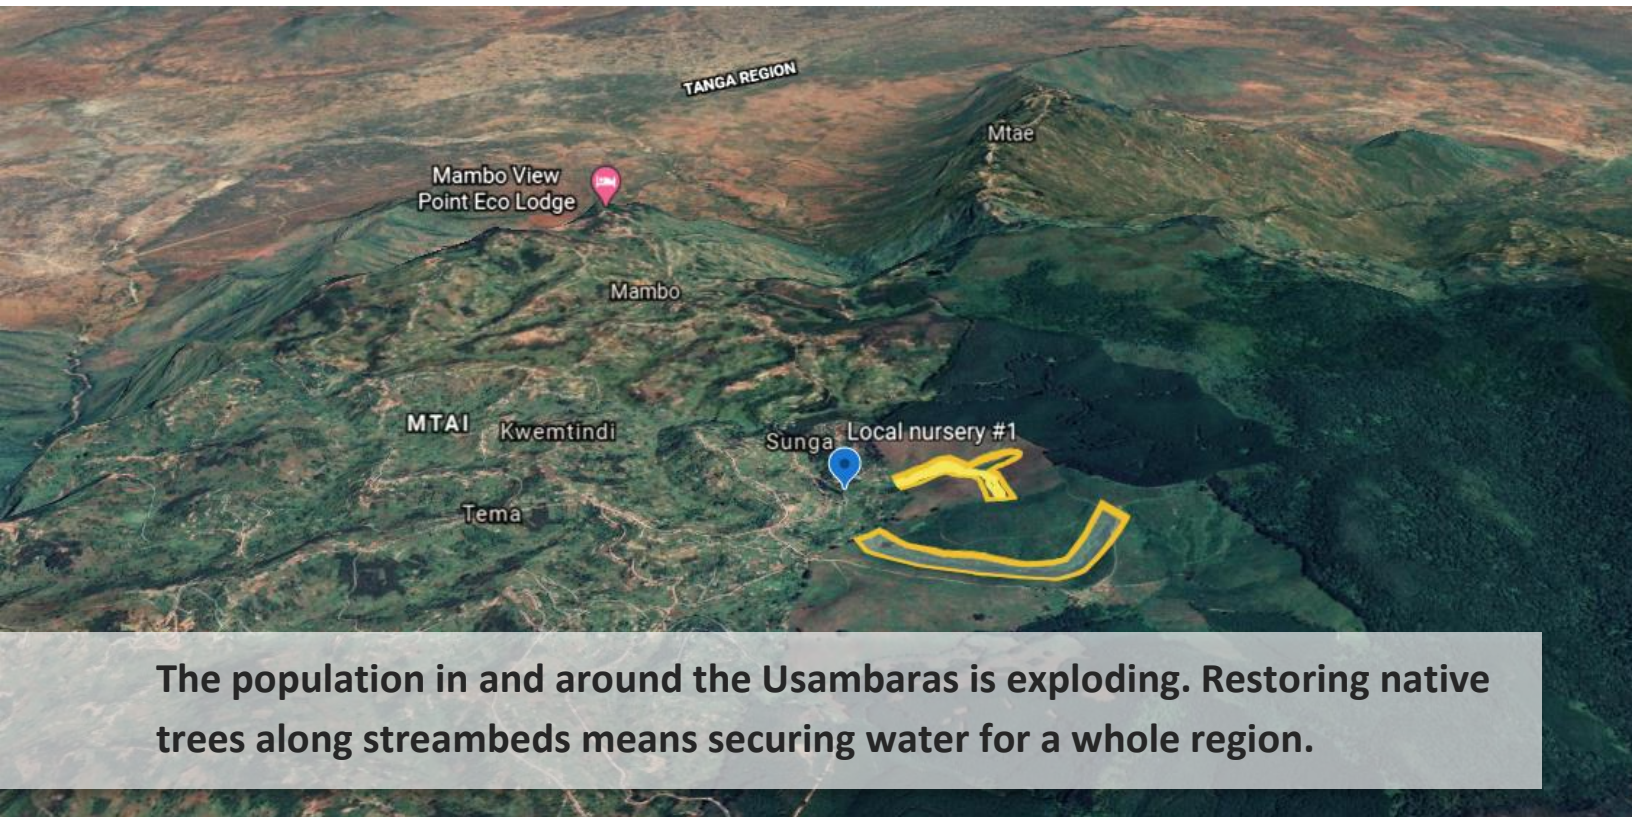 TANGA REGION
Mtae
Mambo View
Point Eco Lodge
Mambo
MTAI
Kwemtindi
Sunga
Local nursery #1
Tema
The population in and around the Usambaras is exploding. Restoring native
trees along streambeds means securing water for a whole region.